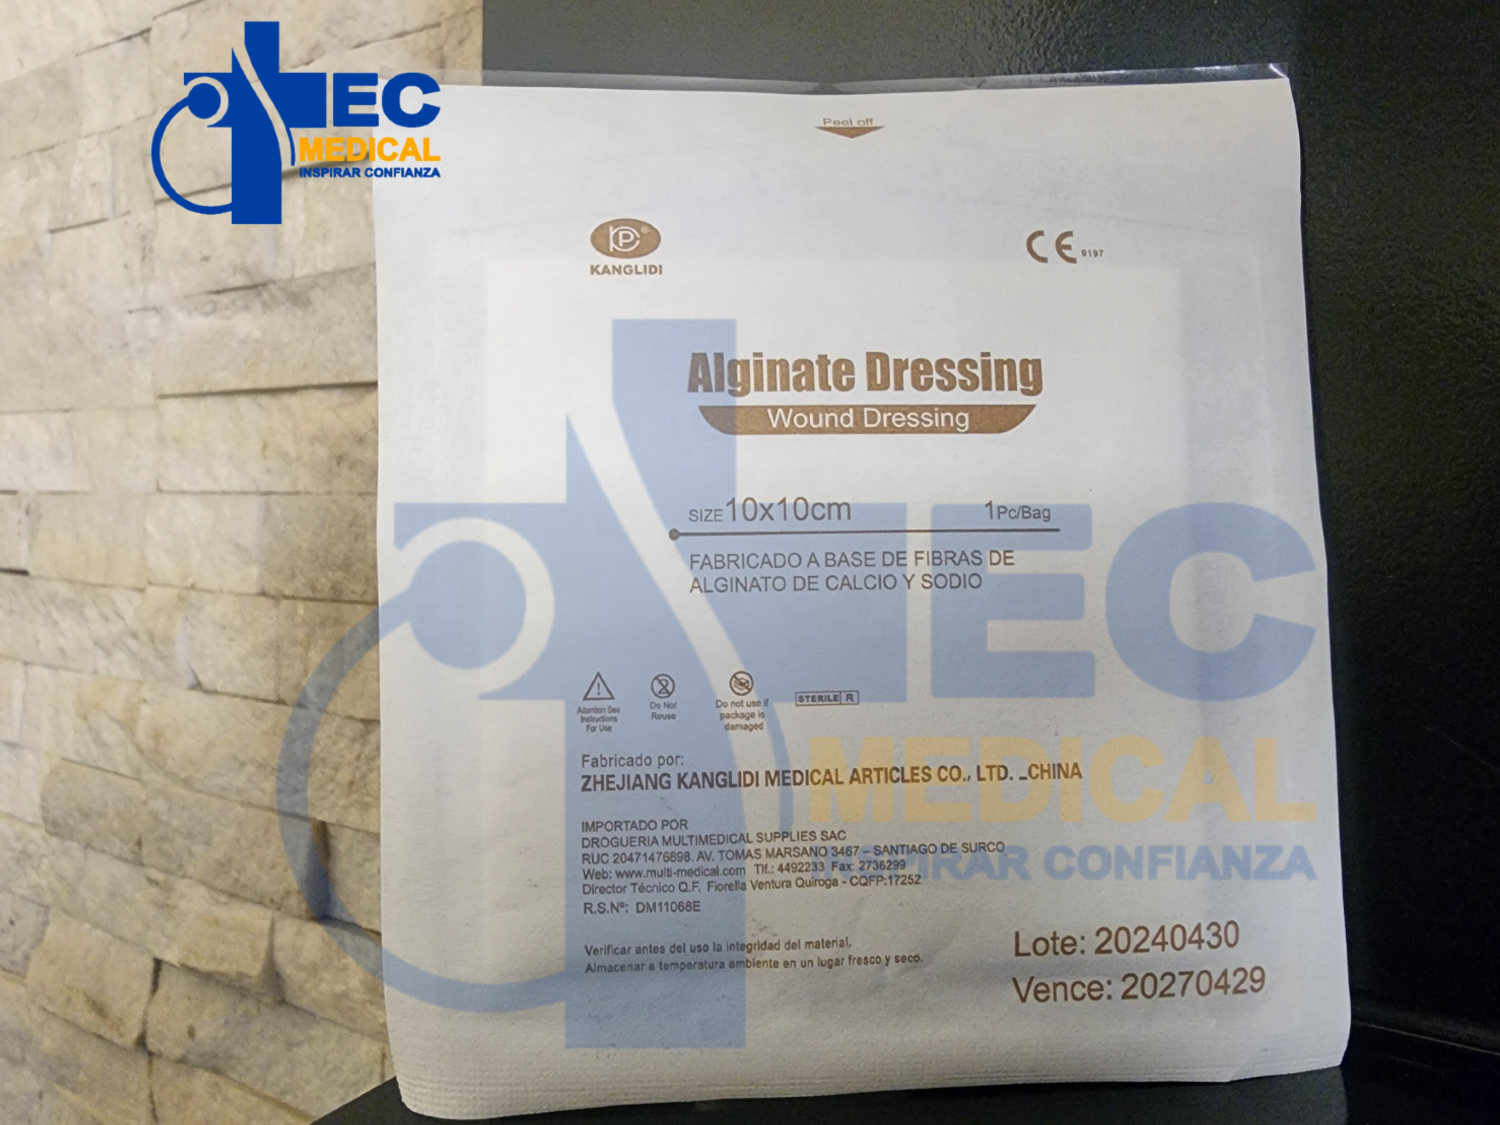 EC
MEDICAL
INSPIRAR CONFIANZA
Peel off
KANGLIDI
CE 0197
Alginate Dressing
Wound Dressing
SIZE 10x10cm 1Pc/Bag
FABRICADO A BASE DE FIBRAS DE
ALGINATO DE CALCIO Y SODIO
Attention See
Instructions
For Use
Do Not
Reuse
Do not use if
package is
damaged
STERILE R
Fabricado por:
ZHEJIANG KANGLIDI MEDICAL ARTICLES CO., LTD. -CHINA
IMPORTADO POR
DROGUERIA MULTIMEDICAL SUPPLIES SAC
RUC 20471476898. AV. TOMAS MARSANO 3467 – SANTIAGO DE SURCO
Web: www.multi-medical.com Tlf.: 4492233 Fax: 2736299
Director Técnico Q.F. Fiorella Ventura Quiroga - CQFP:17252
R.S.Nº: DM11068E
Verificar antes del uso la integridad del material.
Almacenar a temperatura ambiente en un lugar fresco y seco.
Lote: 20240430
Vence: 20270429
EC
MEDICAL
INSPIRAR CONFIANZA